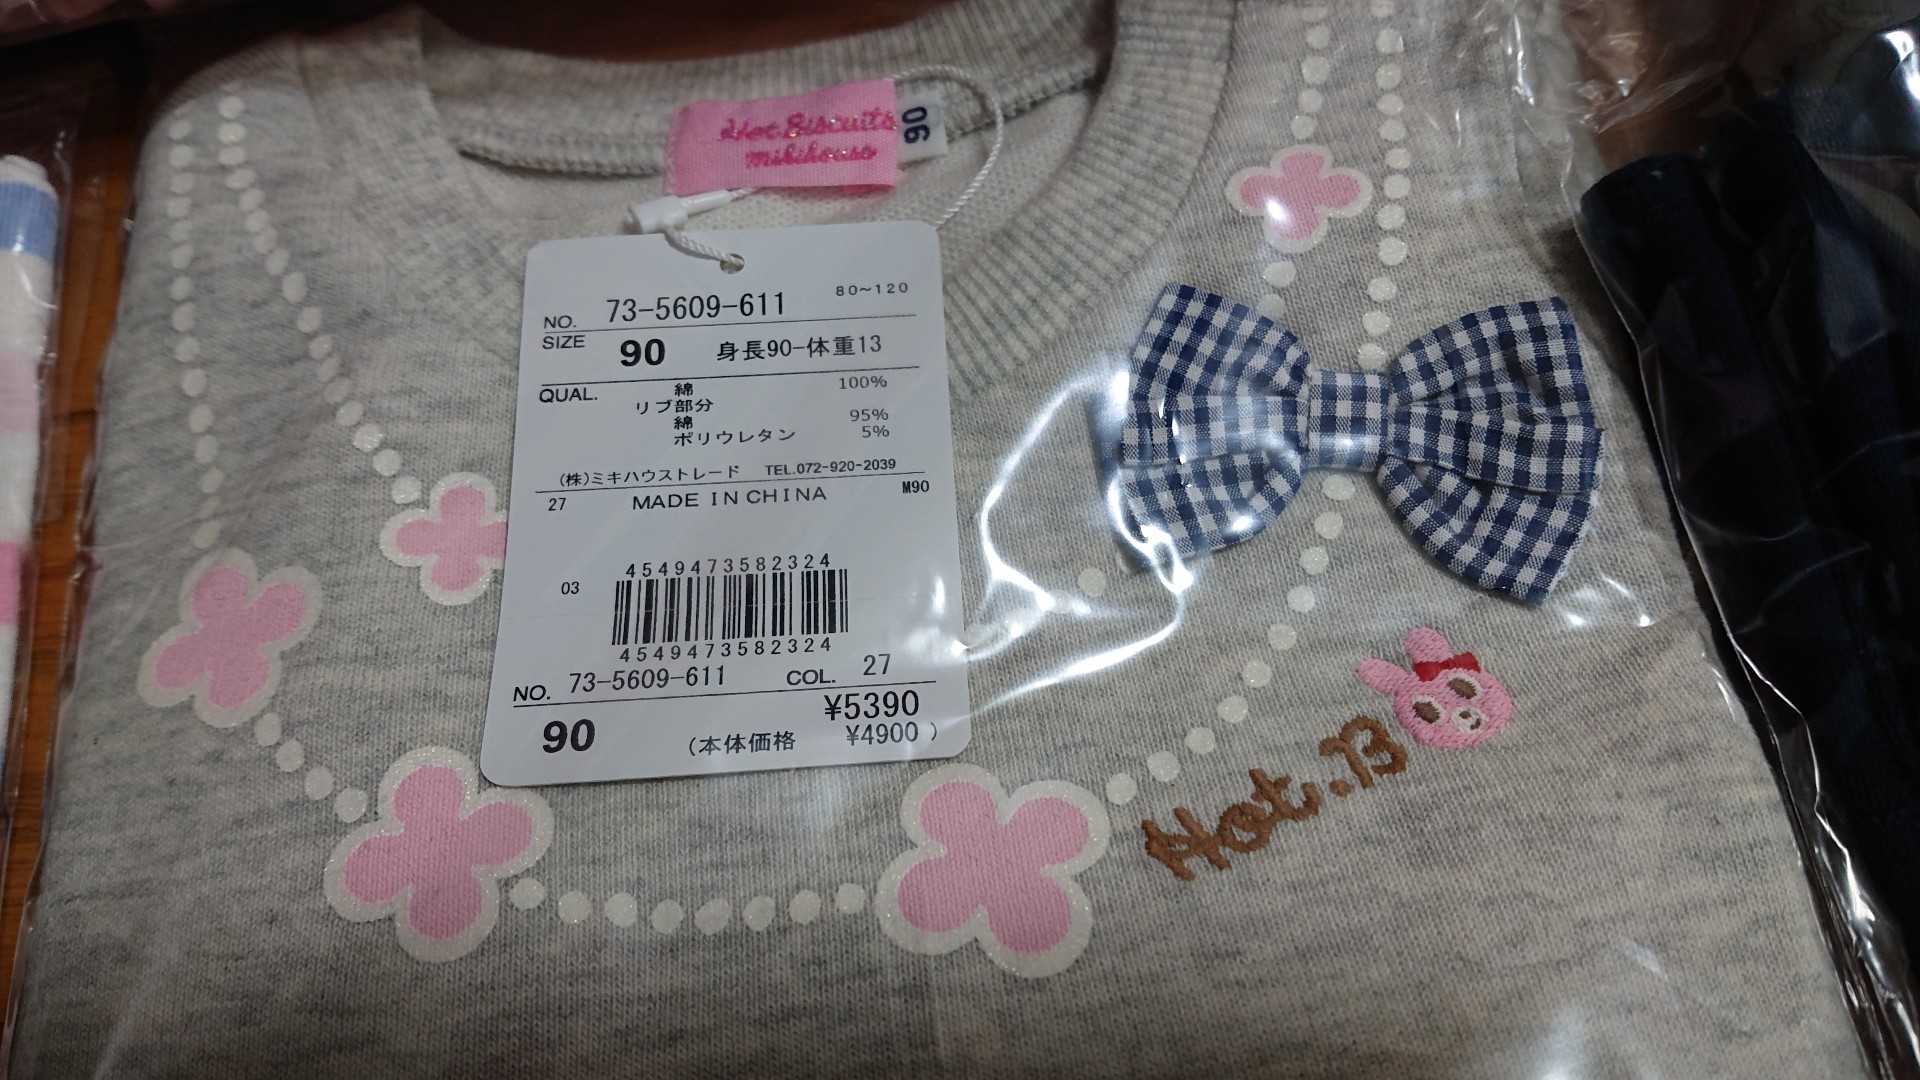 Hot Biscuits
mikihouse
90
NO. 73-5609-611 80~120
SIZE 90 身長90-体重13
QUAL. 綿 100%
リブ部分
綿 95%
ポリウレタン 5%
(株)ミキハウストレード TEL.072-920-2039
27 MADE IN CHINA M90
4549473582324
03
4549473582324
NO. 73-5609-611 COL. 27
90 ¥5390
(本体価格 ¥4900)
Hot.:B